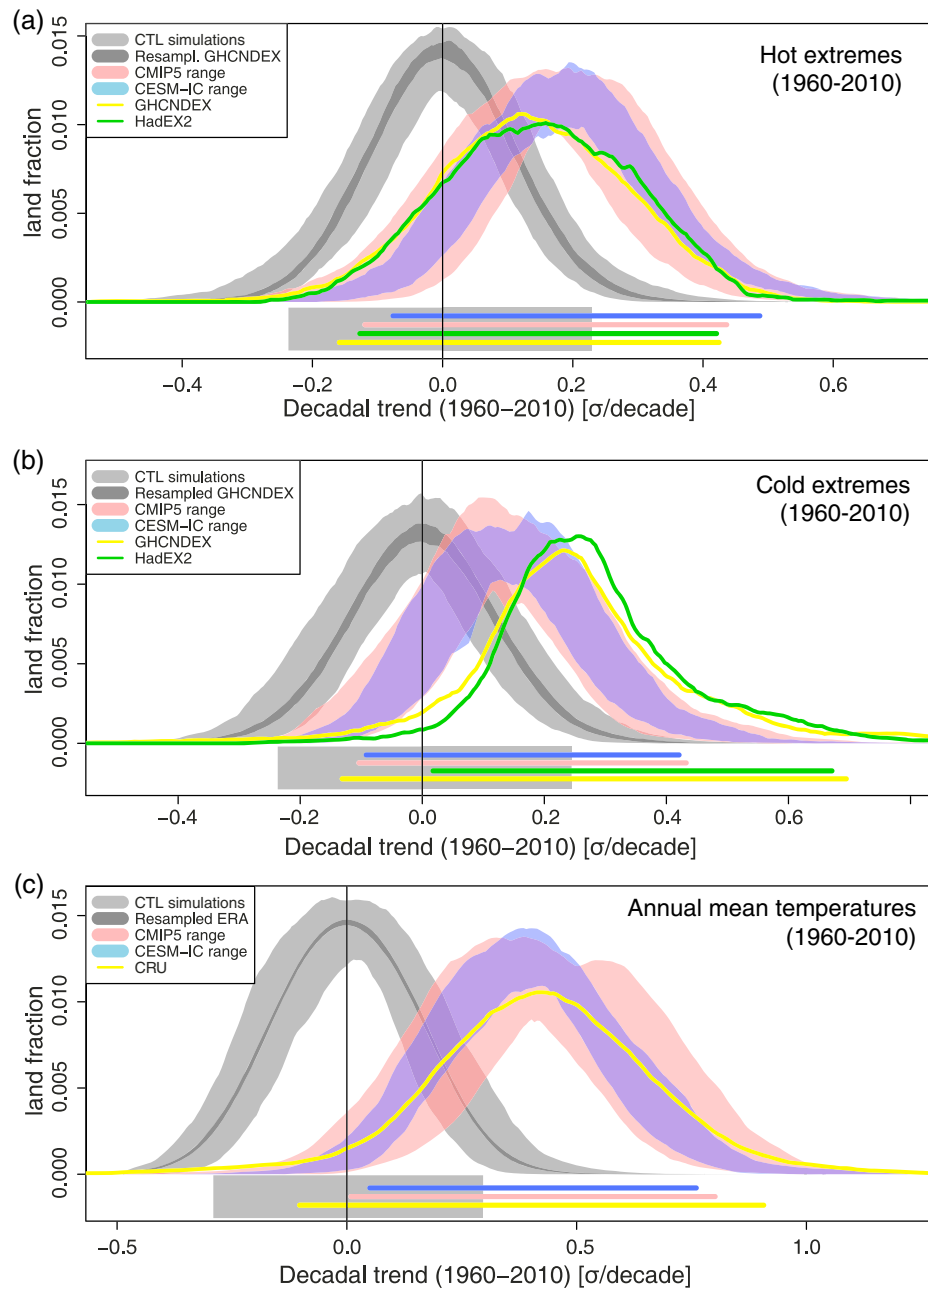 (a)
CTL simulations
Resampl. GHCNDEX
CMIP5 range
CESM−IC range
GHCNDEX
HadEX2
Hot extremes
(1960-2010)
land fraction
0.000 0.005 0.010 0.015
−0.4 −0.2 0.0 0.2 0.4 0.6
Decadal trend (1960−2010) [σ/decade]
(b)
CTL simulations
Resampled GHCNDEX
CMIP5 range
CESM−IC range
GHCNDEX
HadEX2
Cold extremes
(1960-2010)
land fraction
0.000 0.005 0.010 0.015
−0.4 −0.2 0.0 0.2 0.4 0.6
Decadal trend (1960−2010) [σ/decade]
(c)
CTL simulations
Resampled ERA
CMIP5 range
CESM−IC range
CRU
Annual mean temperatures
(1960-2010)
land fraction
0.000 0.005 0.010 0.015
−0.5 0.0 0.5 1.0
Decadal trend (1960−2010) [σ/decade]